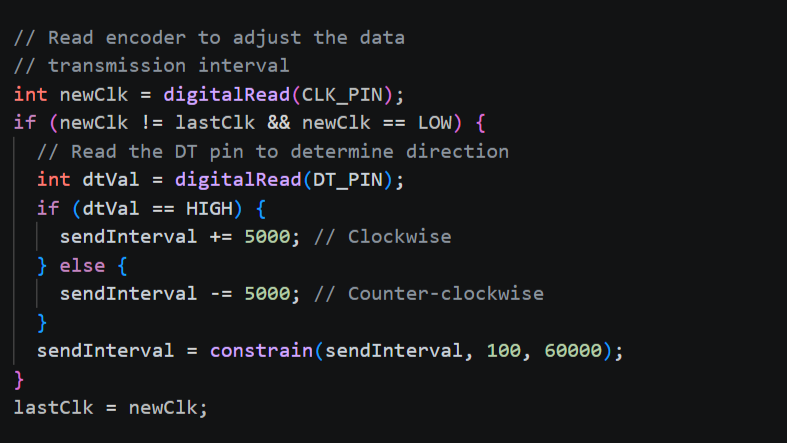 // Read encoder to adjust the data
// transmission interval
int newClk = digitalRead(CLK_PIN);
if (newClk != lastClk && newClk == LOW) {
  // Read the DT pin to determine direction
  int dtVal = digitalRead(DT_PIN);
  if (dtVal == HIGH) {
    sendInterval += 5000; // Clockwise
  } else {
    sendInterval -= 5000; // Counter-clockwise
  }
  sendInterval = constrain(sendInterval, 100, 60000);
}
lastClk = newClk;